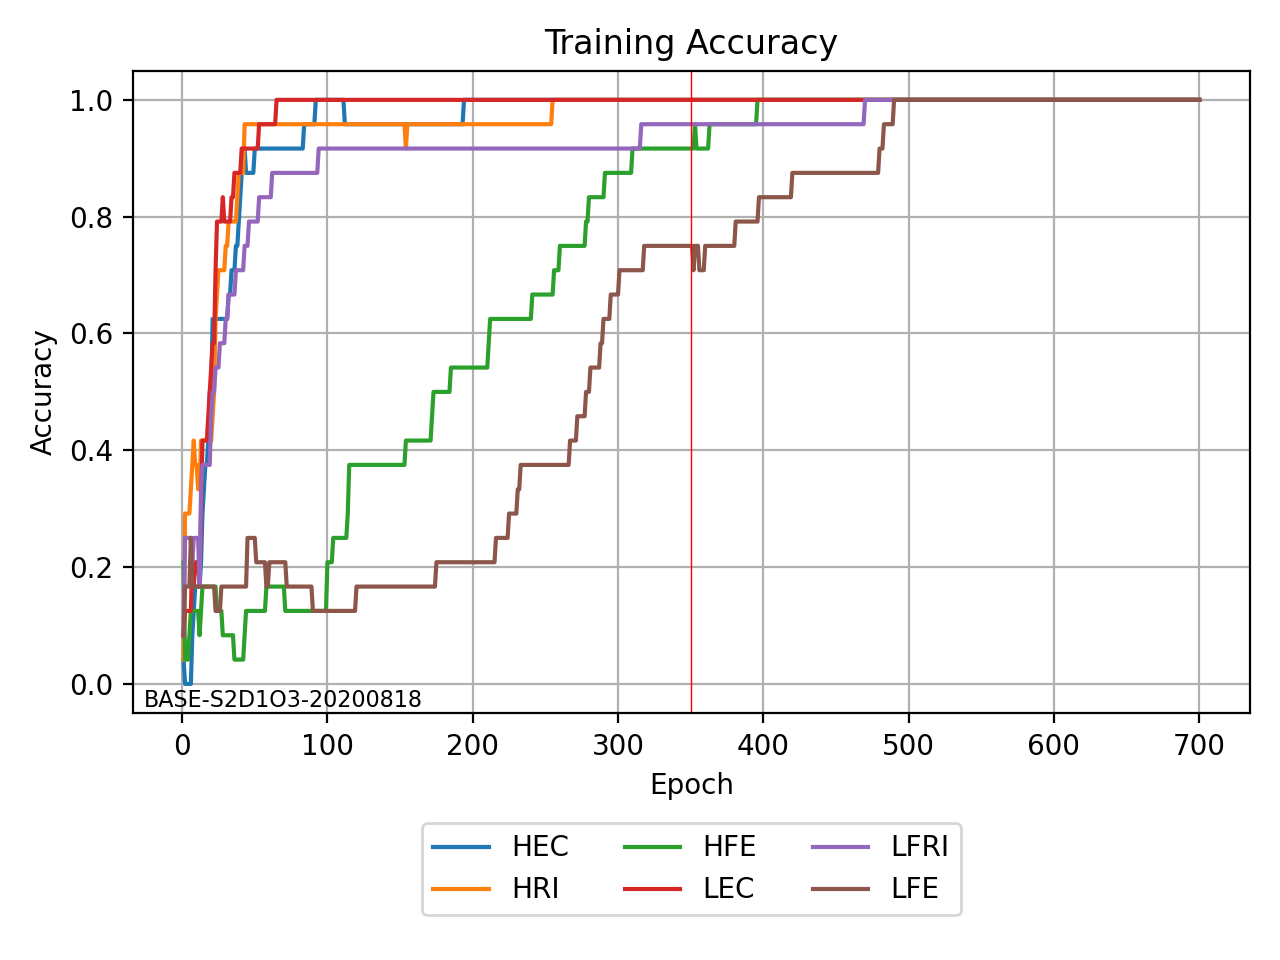 Training Accuracy
1.0
0.8
0.6
0.4
0.2
0.0
Accuracy
BASE-S2D1O3-20200818
0 100 200 300 400 500 600 700
Epoch
HEC HFE LFRI
HRI LEC LFE